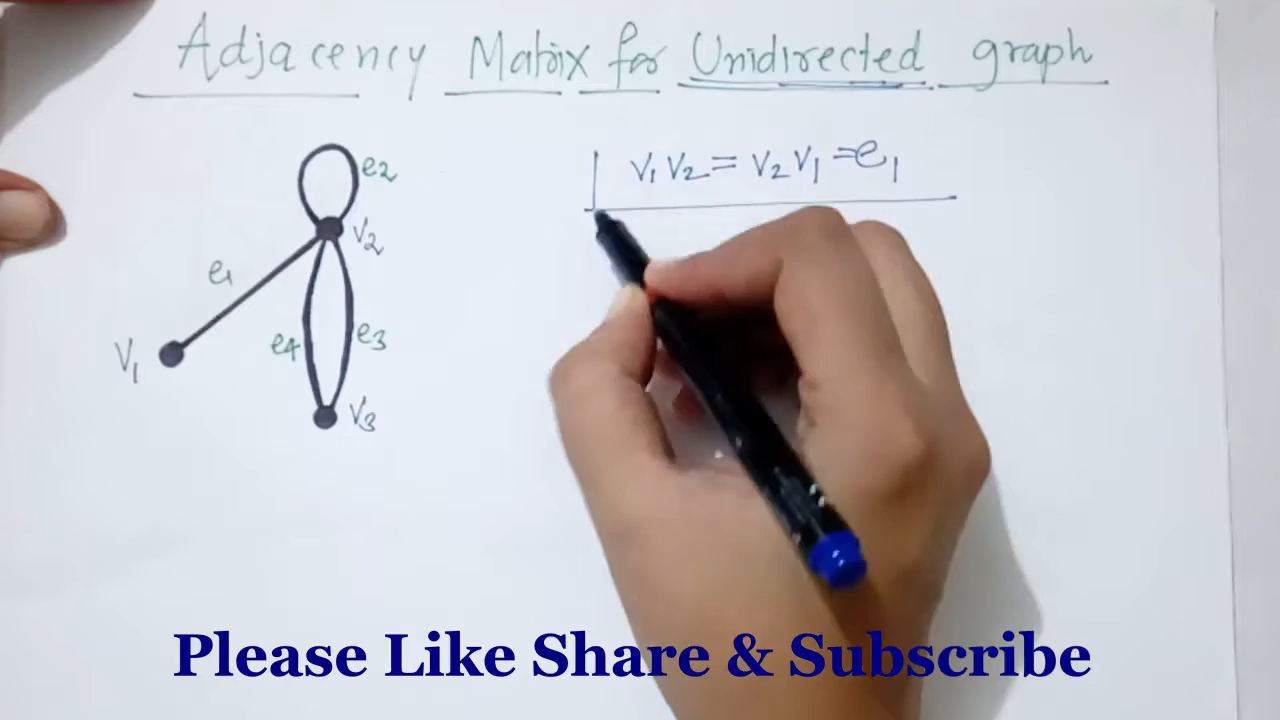 Adjacency Matrix for Unidirected graph
e2
V2
e1
e4
e3
V1
V3
V1 V2 = V2 V1 = e1
Please Like Share & Subscribe